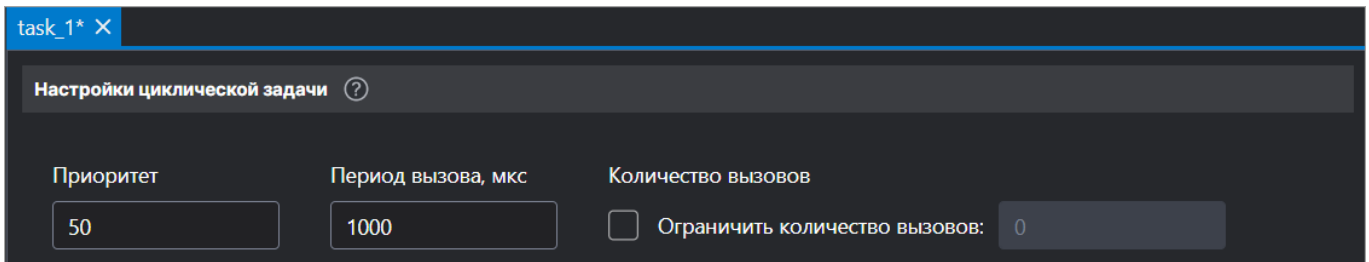 task_1*
Настройки циклической задачи
Приоритет Период вызова, мкс Количество вызовов
50 1000 Ограничить количество вызовов: 0